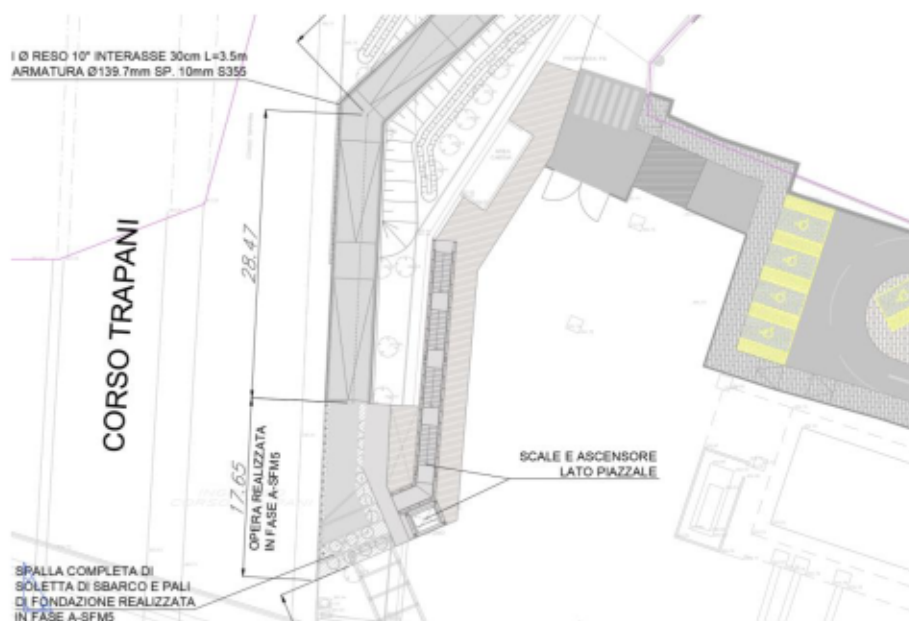 I Ø RESO 10" INTERASSE 30cm L=3.5m
ARMATURA Ø139.7mm SP. 10mm S355
28.47
CORSO TRAPANI
17.65
OPERA REALIZZATA
IN FASE A-SFM5
SCALE E ASCENSORE
LATO PIAZZALE
SPALLA COMPLETA DI
SOLETTA DI SBARCO E PALI
DI FONDAZIONE REALIZZATA
IN FASE A-SFM5